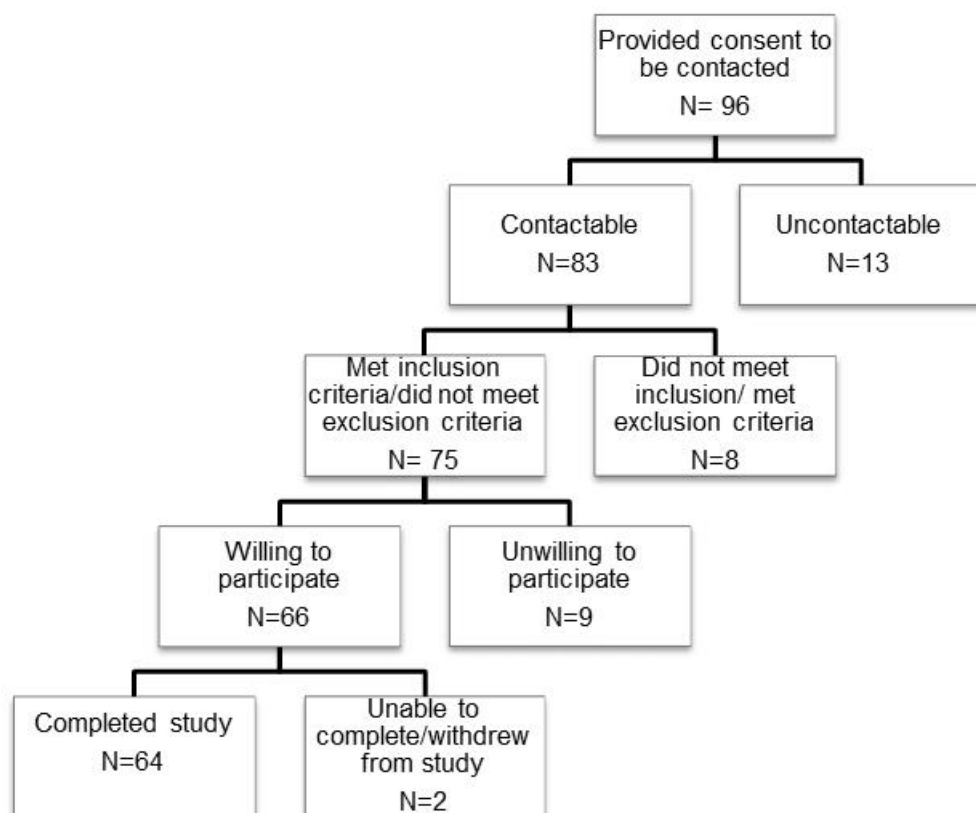 Provided consent to
be contacted
N= 96
Contactable
N=83
Uncontactable
N=13
Met inclusion
criteria/did not meet
exclusion criteria
N= 75
Did not meet
inclusion/ met
exclusion criteria
N=8
Willing to
participate
N=66
Unwilling to
participate
N=9
Completed study
N=64
Unable to
complete/withdrew
from study
N=2